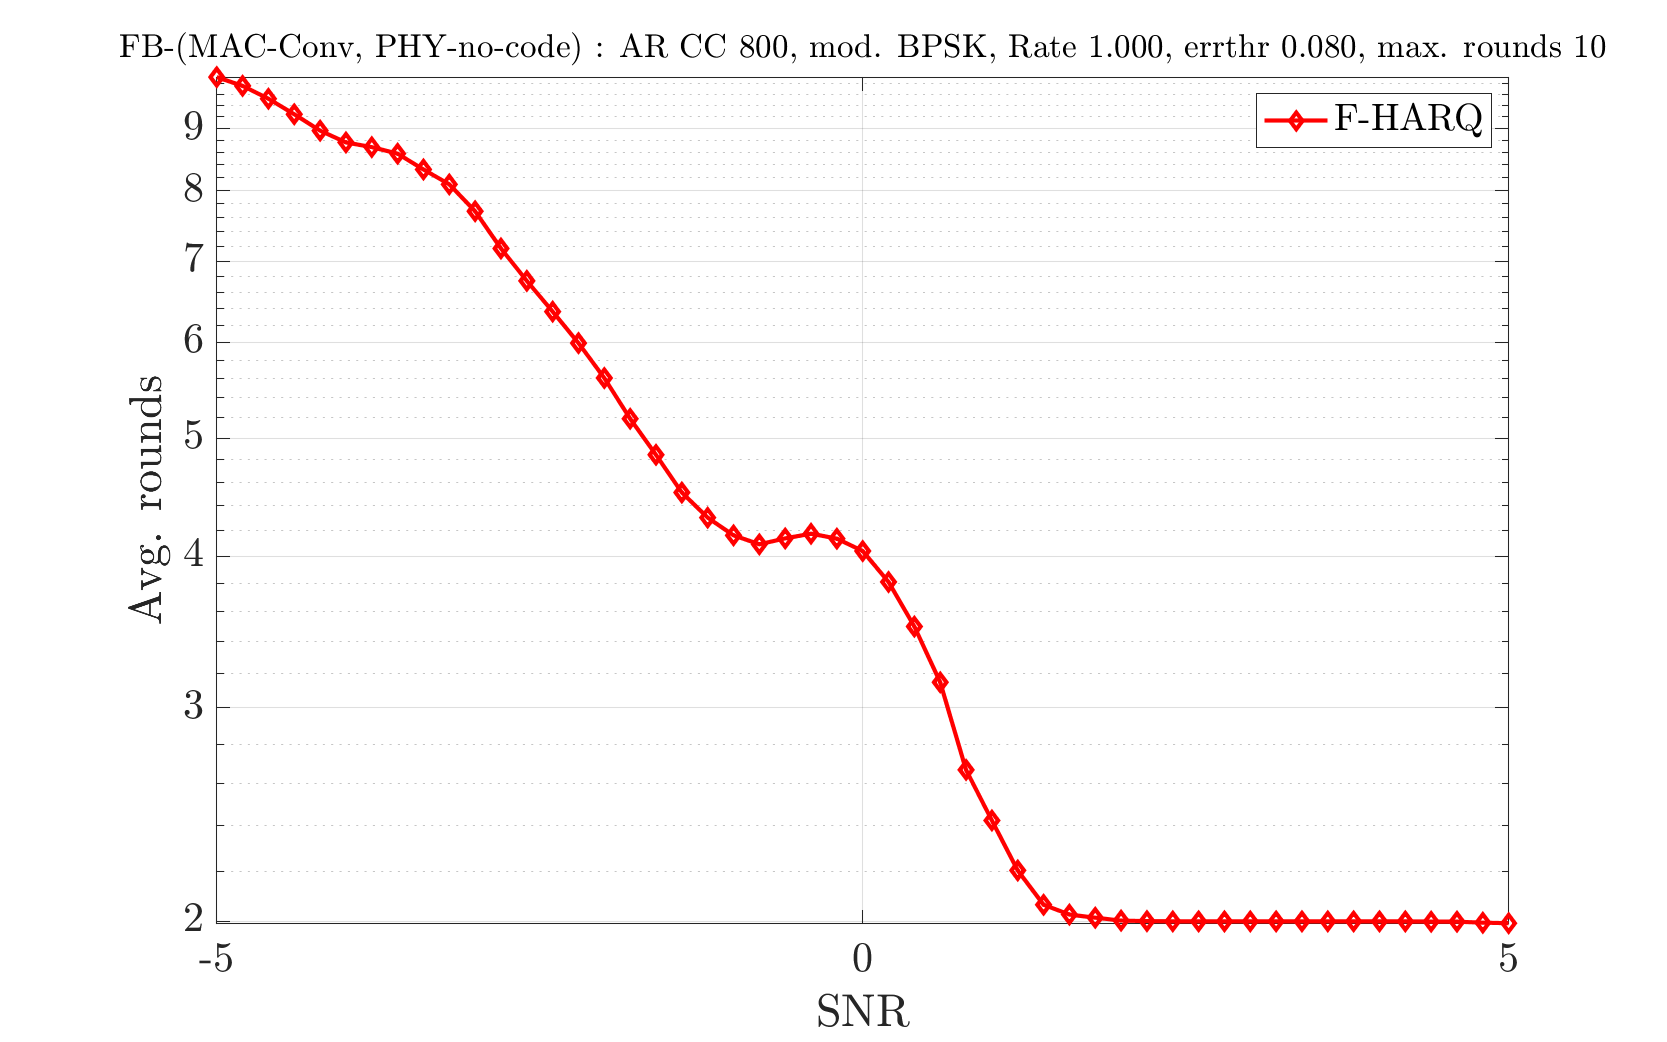 FB-(MAC-Conv, PHY-no-code) : AR CC 800, mod. BPSK, Rate 1.000, errthr 0.080, max. rounds 10
F-HARQ
9
8
7
6
5
4
3
2
Avg. rounds
-5 0 5
SNR